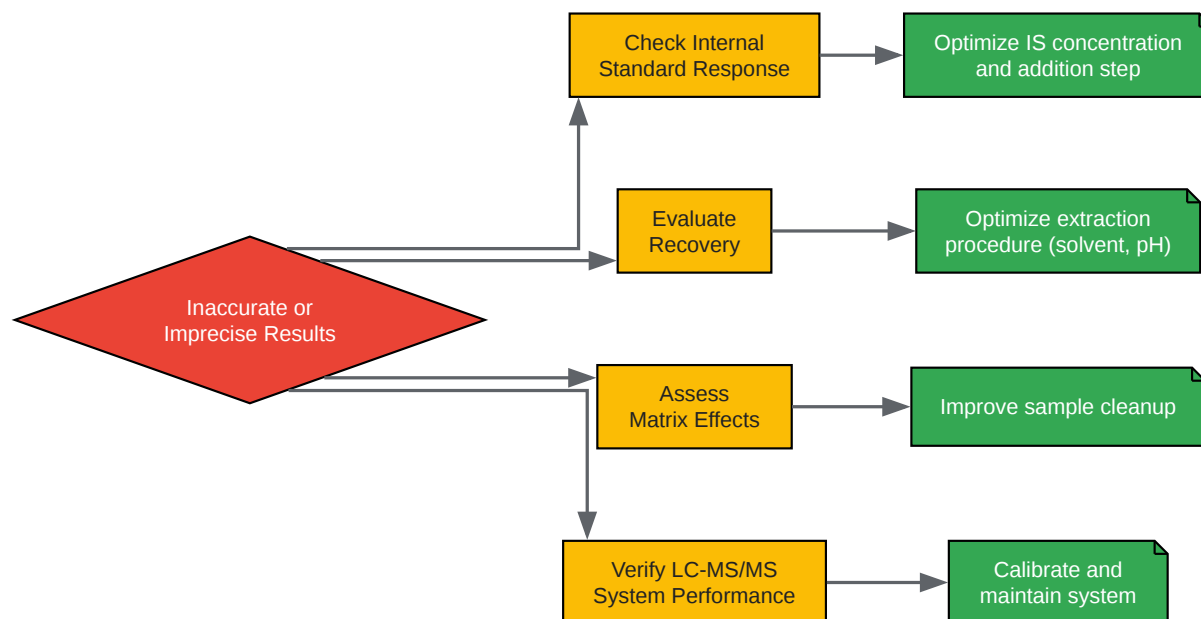 Check Internal
Standard Response
Optimize IS concentration
and addition step
Evaluate
Recovery
Optimize extraction
procedure (solvent, pH)
Inaccurate or
Imprecise Results
Assess
Matrix Effects
Improve sample cleanup
Verify LC-MS/MS
System Performance
Calibrate and
maintain system